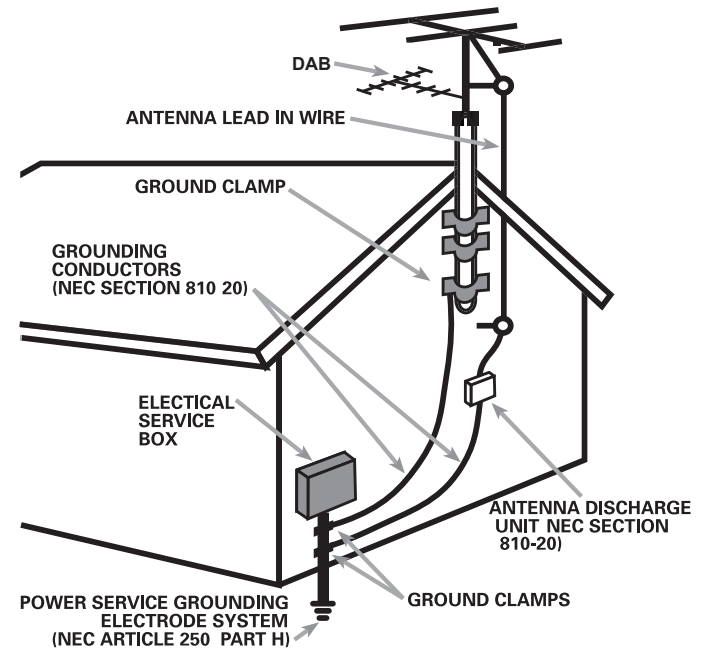 DAB
ANTENNA LEAD IN WIRE
GROUND CLAMP
GROUNDING
CONDUCTORS
(NEC SECTION 810 20)
ELECTICAL
SERVICE
BOX
ANTENNA DISCHARGE
UNIT NEC SECTION
810-20)
GROUND CLAMPS
POWER SERVICE GROUNDING
ELECTRODE SYSTEM
(NEC ARTICLE 250 PART H)